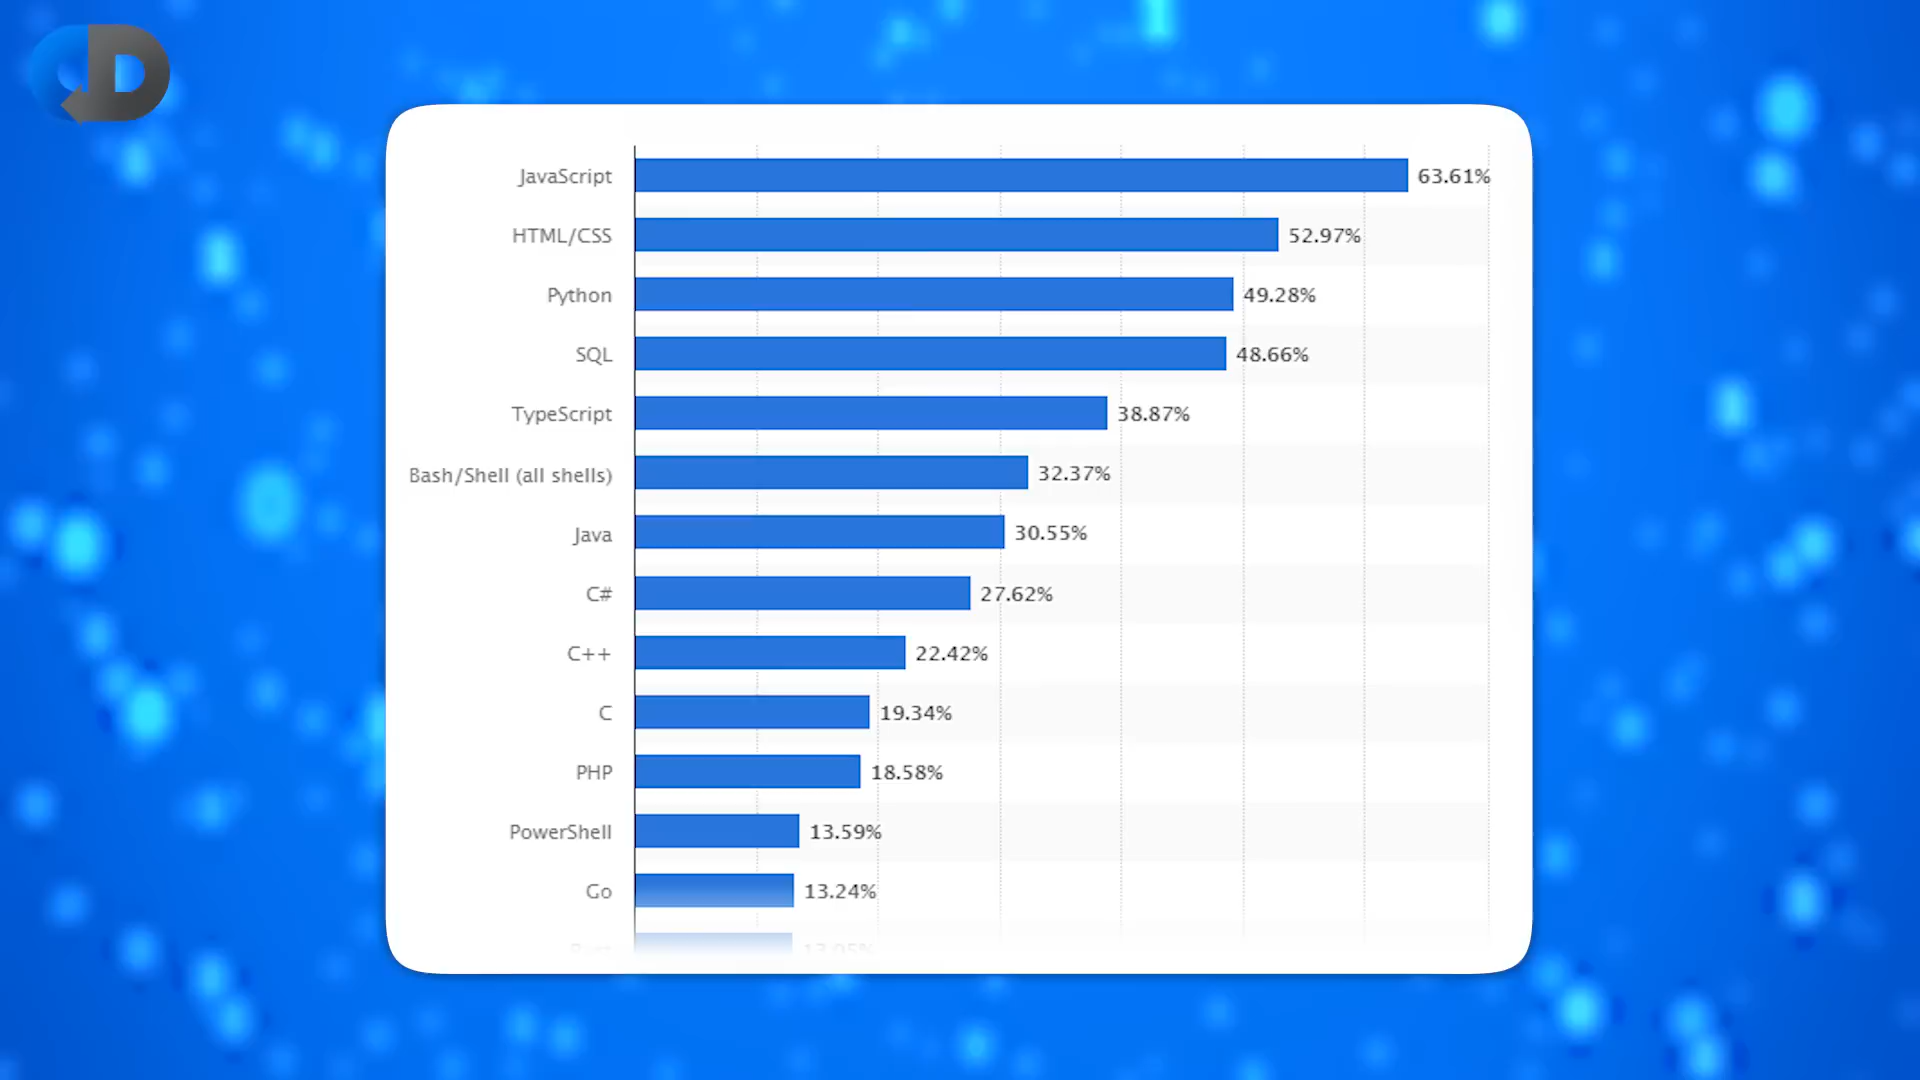 JavaScript 63.61%
HTML/CSS 52.97%
Python 49.28%
SQL 48.66%
TypeScript 38.87%
Bash/Shell (all shells) 32.37%
Java 30.55%
C# 27.62%
C++ 22.42%
C 19.34%
PHP 18.58%
PowerShell 13.59%
Go 13.24%